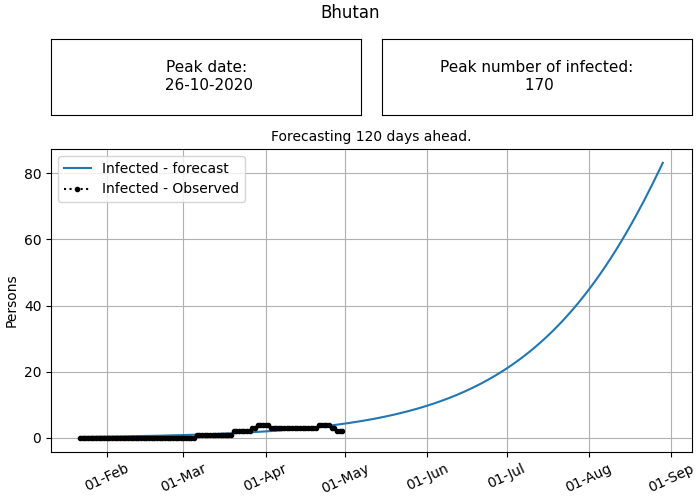 Bhutan
Peak date:
26-10-2020
Peak number of infected:
170
Forecasting 120 days ahead.
Infected - forecast
Infected - Observed
Persons
80
60
40
20
0
01-Feb
01-Mar
01-Apr
01-May
01-Jun
01-Jul
01-Aug
01-Sep